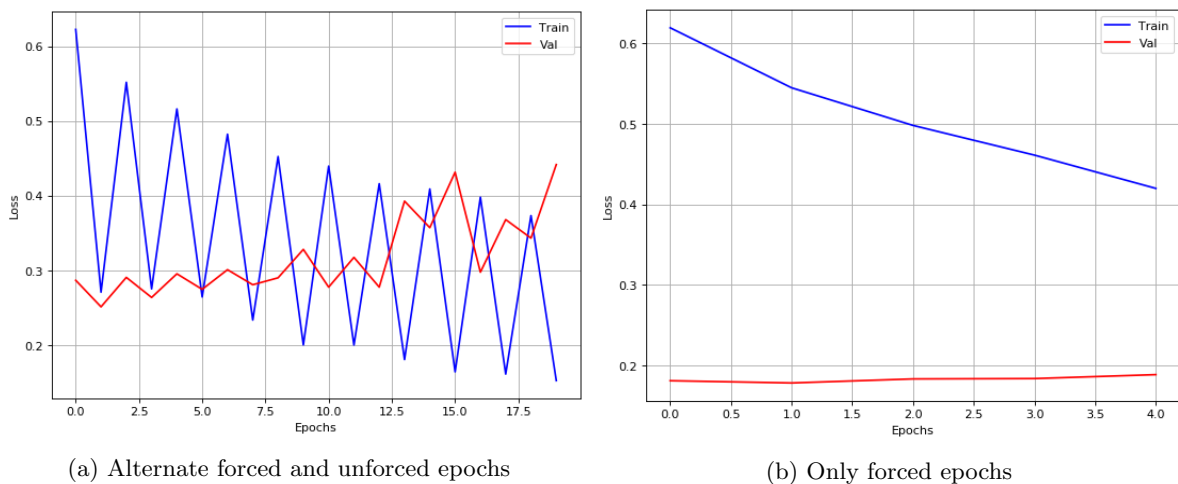 Train
Val
0.6
0.5
0.4
0.3
0.2
Loss
0.0 2.5 5.0 7.5 10.0 12.5 15.0 17.5
Epochs
(a) Alternate forced and unforced epochs
Train
Val
0.6
0.5
0.4
0.3
0.2
Loss
0.0 0.5 1.0 1.5 2.0 2.5 3.0 3.5 4.0
Epochs
(b) Only forced epochs